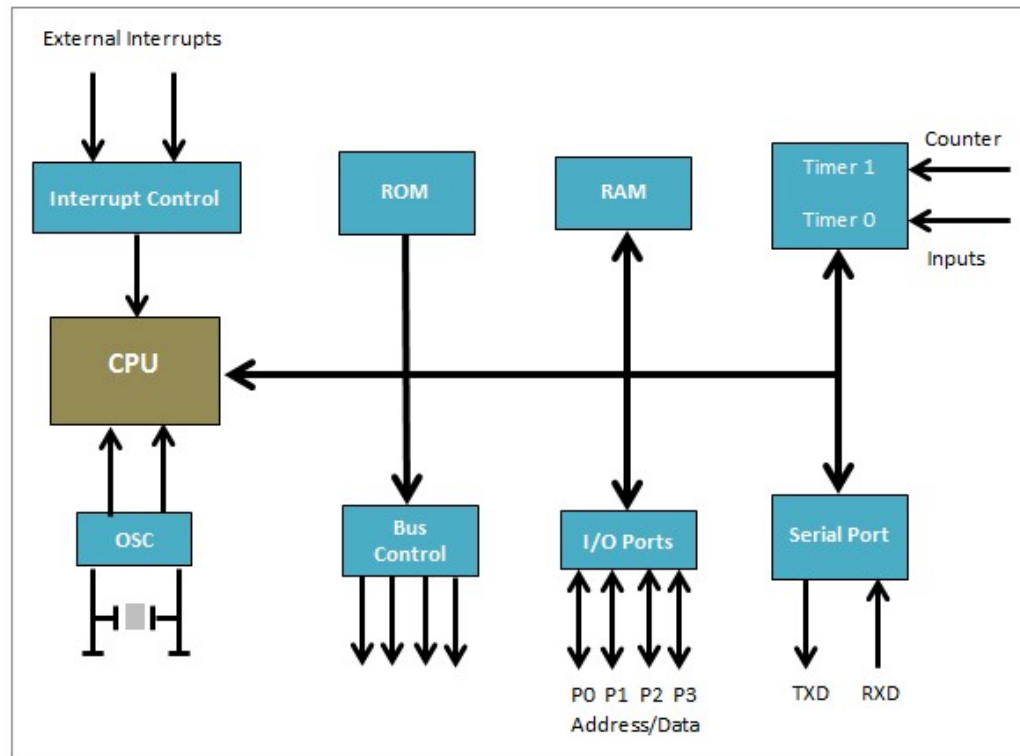 External Interrupts
Interrupt Control
ROM
RAM
Timer 1
Timer 0
Counter
Inputs
CPU
OSC
Bus
Control
I/O Ports
Serial Port
P0 P1 P2 P3
Address/Data
TXD RXD